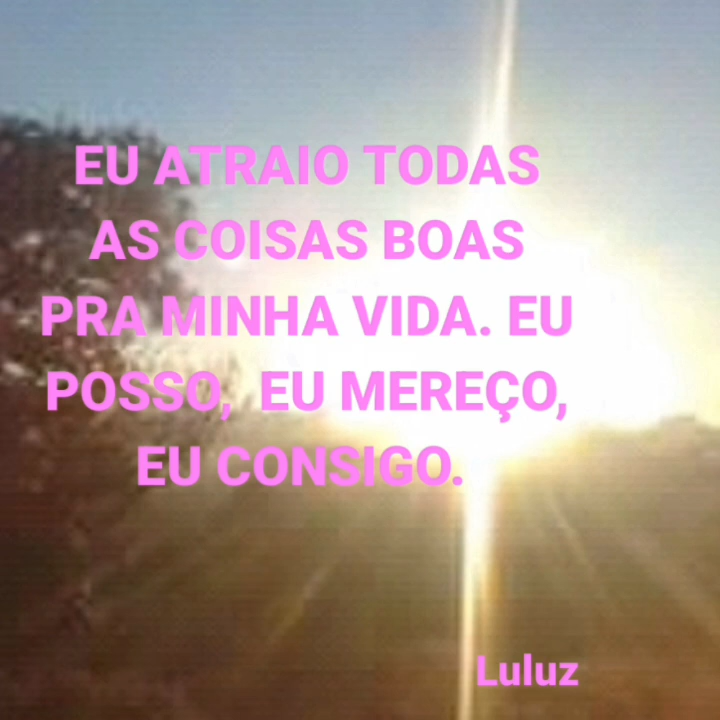 EU ATRAIO TODAS
AS COISAS BOAS
PRA MINHA VIDA. EU
POSSO, EU MEREÇO,
EU CONSIGO.
Luluz